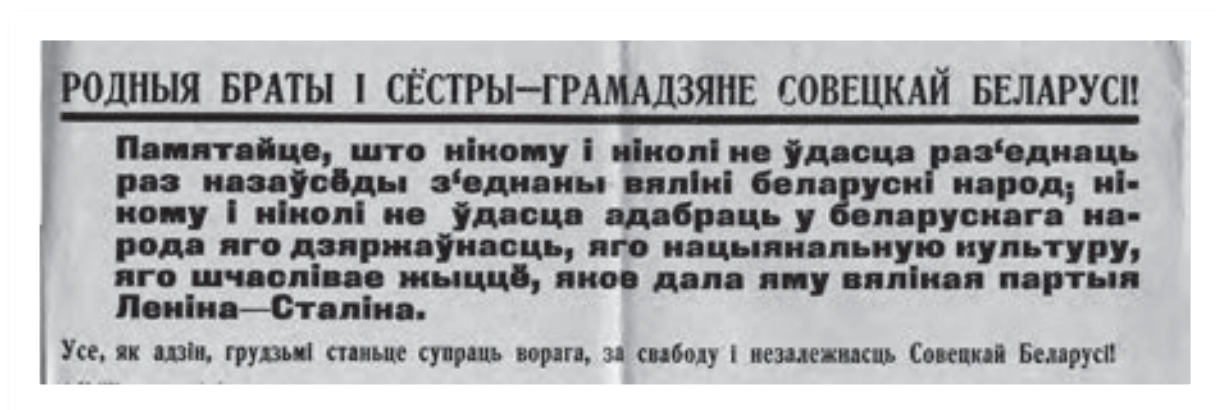 РОДНЫЯ БРАТЫ І СЁСТРЫ—ГРАМАДЗЯНЕ СОВЕЦКАЙ БЕЛАРУСІ!
Памятайце, што нікому і ніколі не ўдасца раз‘еднаць
раз назаўсёды з‘еднаны вялікі беларускі народ; ні-
кому і ніколі не ўдасца адабраць у беларускага на-
рода яго дзяржаўнасць, яго нацыянальную культуру,
яго шчаслівае жыццё, якое дала яму вялікая партыя
Леніна—Сталіна.
Усе, як адзін, грудзьмі станьце супраць ворага, за свабоду і незалежнасць Совецкай Беларусі!